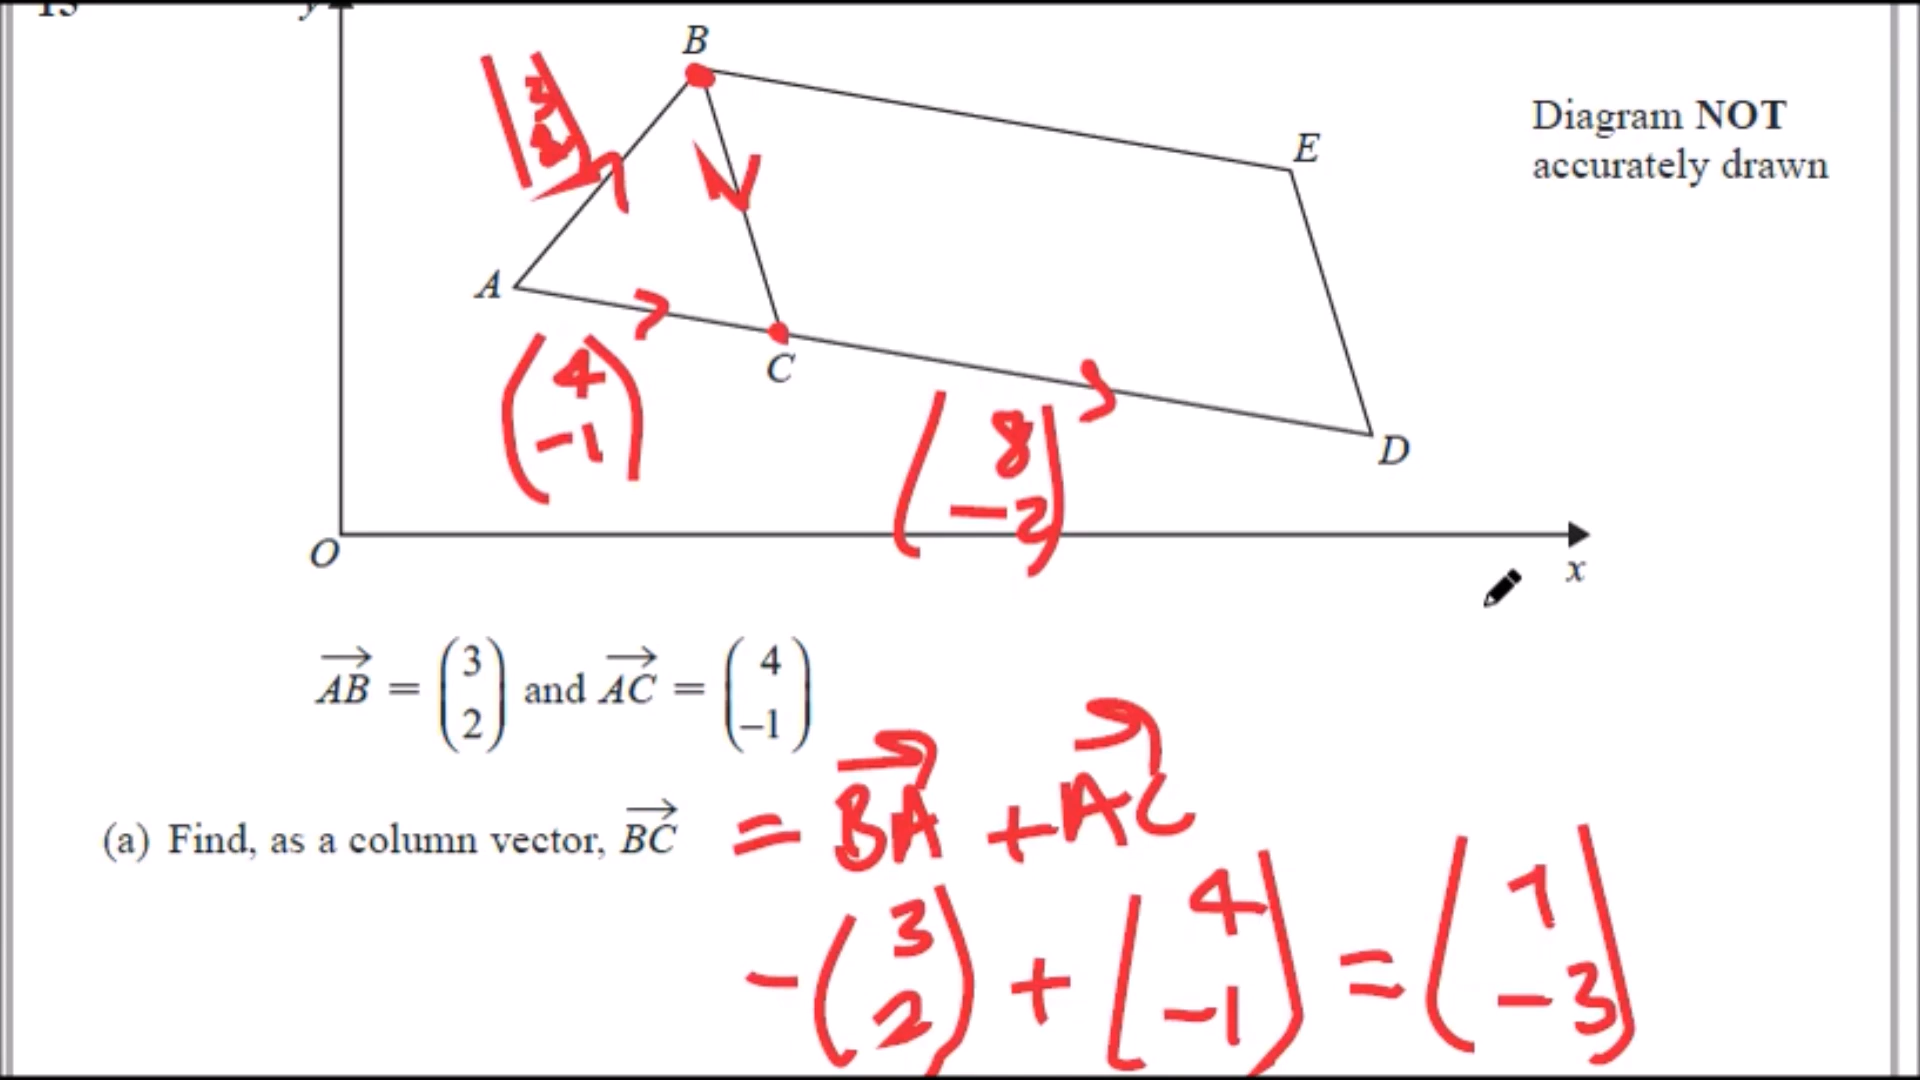 y
B
3
2
Diagram NOT
accurately drawn
E
A
C
4
-1
8
-2
D
O
x
AB = (3 2) and AC = (4 -1)
(a) Find, as a column vector, BC = BA + AC
-(3 2) + (4 -1) = (1 -3)